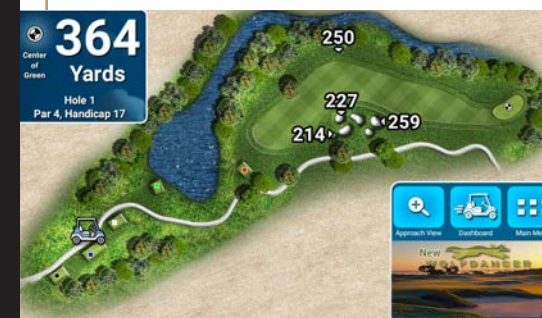 364
Center
of
Green
Yards
Hole 1
Par 4, Handicap 17
250
227
214
259
Approach View
Dashboard
Main Me
New
WOLFDANCER